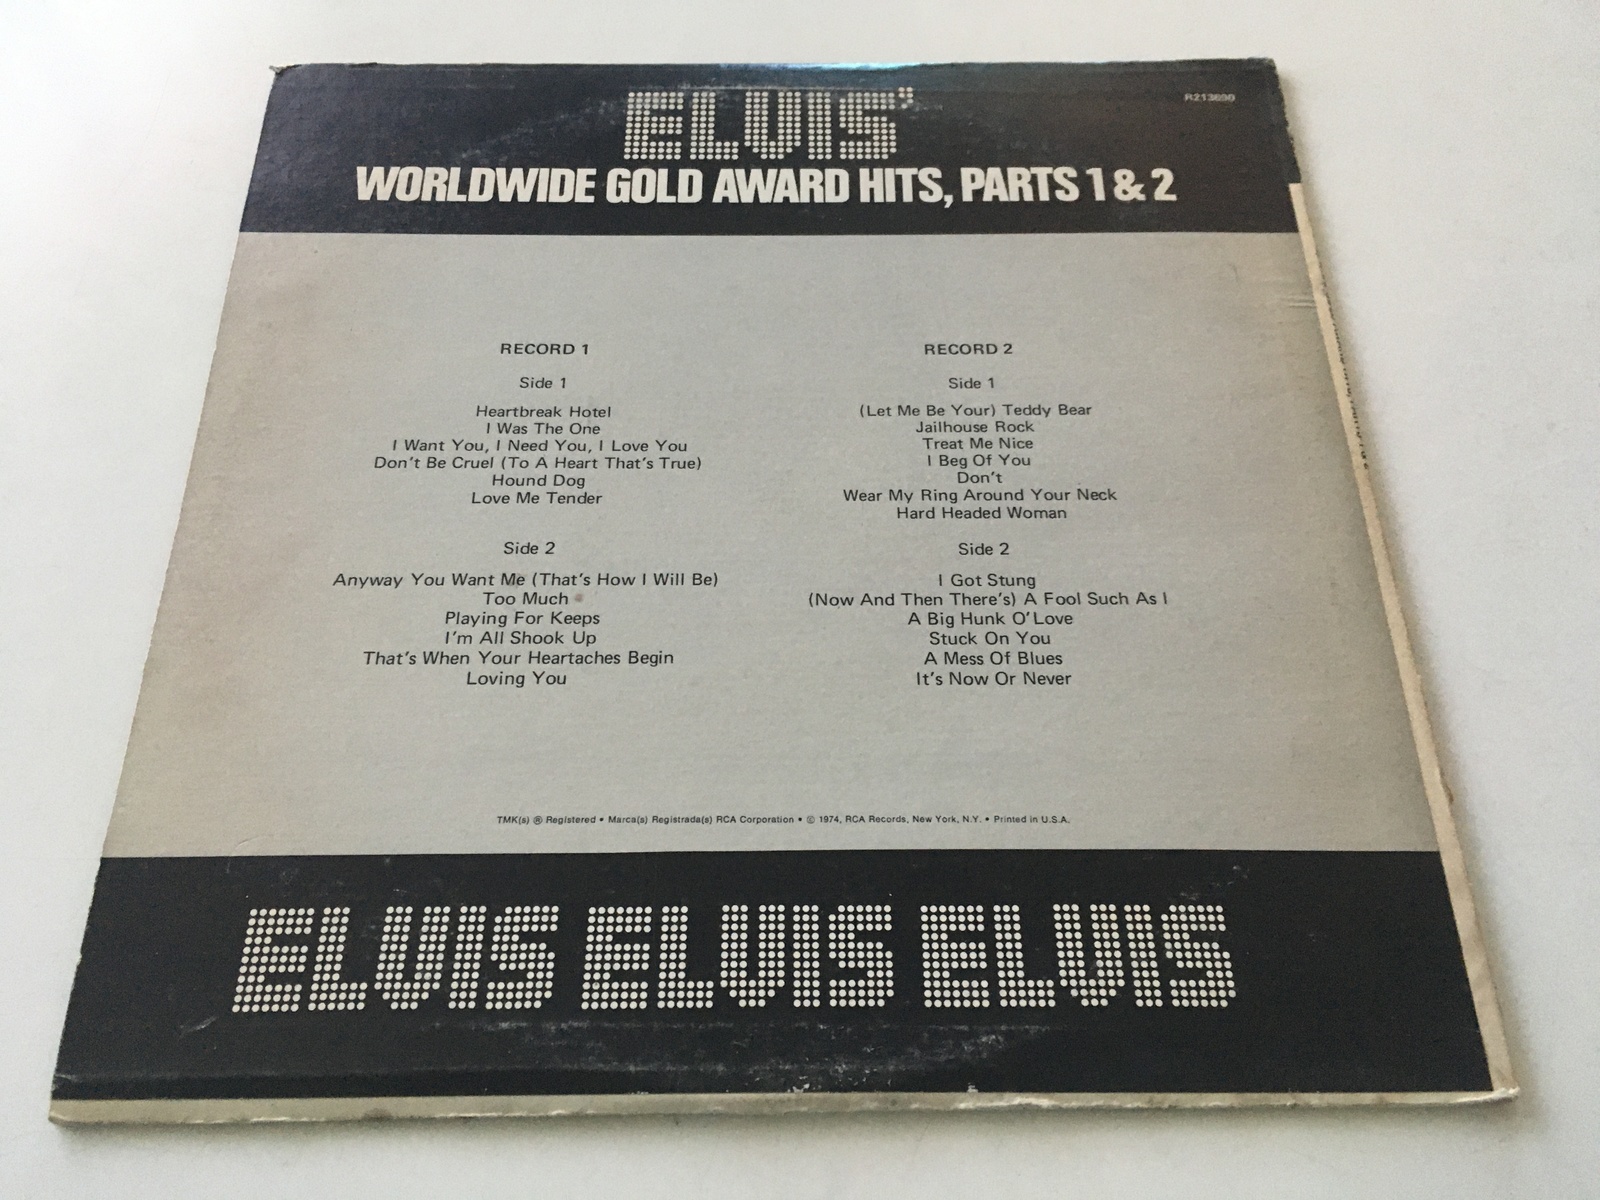 ELVIS
R213690
WORLDWIDE GOLD AWARD HITS, PARTS 1 & 2
RECORD 1
Side 1
Heartbreak Hotel
I Was The One
I Want You, I Need You, I Love You
Don't Be Cruel (To A Heart That's True)
Hound Dog
Love Me Tender
Side 2
Anyway You Want Me (That's How I Will Be)
Too Much
Playing For Keeps
I'm All Shook Up
That's When Your Heartaches Begin
Loving You
RECORD 2
Side 1
(Let Me Be Your) Teddy Bear
Jailhouse Rock
Treat Me Nice
I Beg Of You
Don't
Wear My Ring Around Your Neck
Hard Headed Woman
Side 2
I Got Stung
(Now And Then There's) A Fool Such As I
A Big Hunk O' Love
Stuck On You
A Mess Of Blues
It's Now Or Never
TMK(s) ® Registered • Marca(s) Registrada(s) RCA Corporation • © 1974, RCA Records, New York, N.Y. • Printed in U.S.A.
ELVIS ELVIS ELVIS